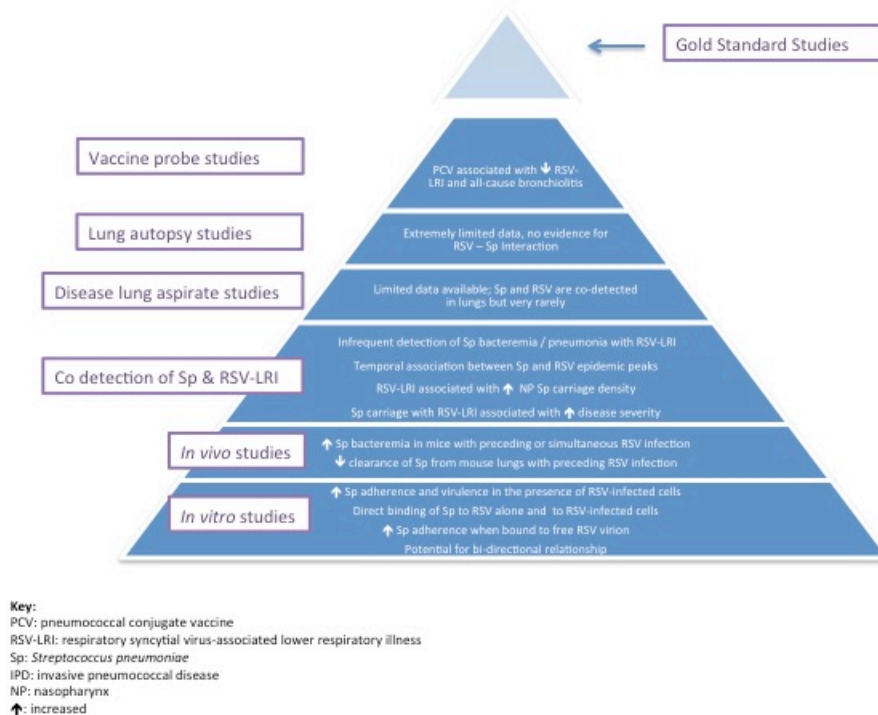 Gold Standard Studies
Vaccine probe studies
PCV associated with ↓ RSV-
LRI and all-cause bronchiolitis
Lung autopsy studies
Extremely limited data, no evidence for
RSV – Sp Interaction
Disease lung aspirate studies
Limited data available; Sp and RSV are co-detected
in lungs but very rarely
Co detection of Sp & RSV-LRI
Infrequent detection of Sp bacteremia / pneumonia with RSV-LRI
Temporal association between Sp and RSV epidemic peaks
RSV-LRI associated with ↑ NP Sp carriage density
Sp carriage with RSV-LRI associated with ↑ disease severity
In vivo studies
↑ Sp bacteremia in mice with preceding or simultaneous RSV infection
↓ clearance of Sp from mouse lungs with preceding RSV infection
In vitro studies
↑ Sp adherence and virulence in the presence of RSV-infected cells
Direct binding of Sp to RSV alone and to RSV-infected cells
↑ Sp adherence when bound to free RSV virion
Potential for bi-directional relationship
Key:
PCV: pneumococcal conjugate vaccine
RSV-LRI: respiratory syncytial virus-associated lower respiratory illness
Sp: Streptococcus pneumoniae
IPD: invasive pneumococcal disease
NP: nasopharynx
↑: increased